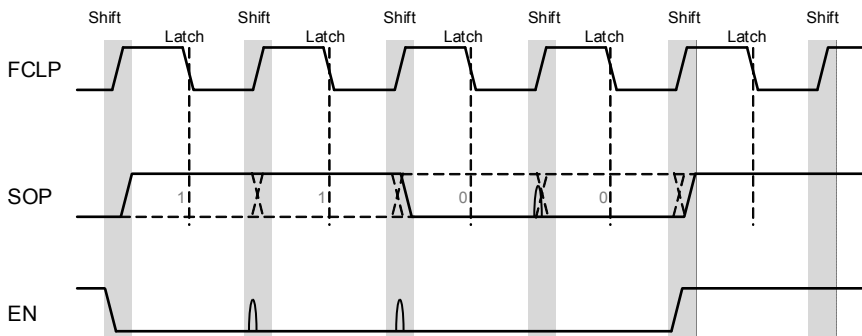 Shift Shift Shift Shift Shift Shift
Latch Latch Latch Latch Latch
FCLP
SOP
1 1 0 0
EN